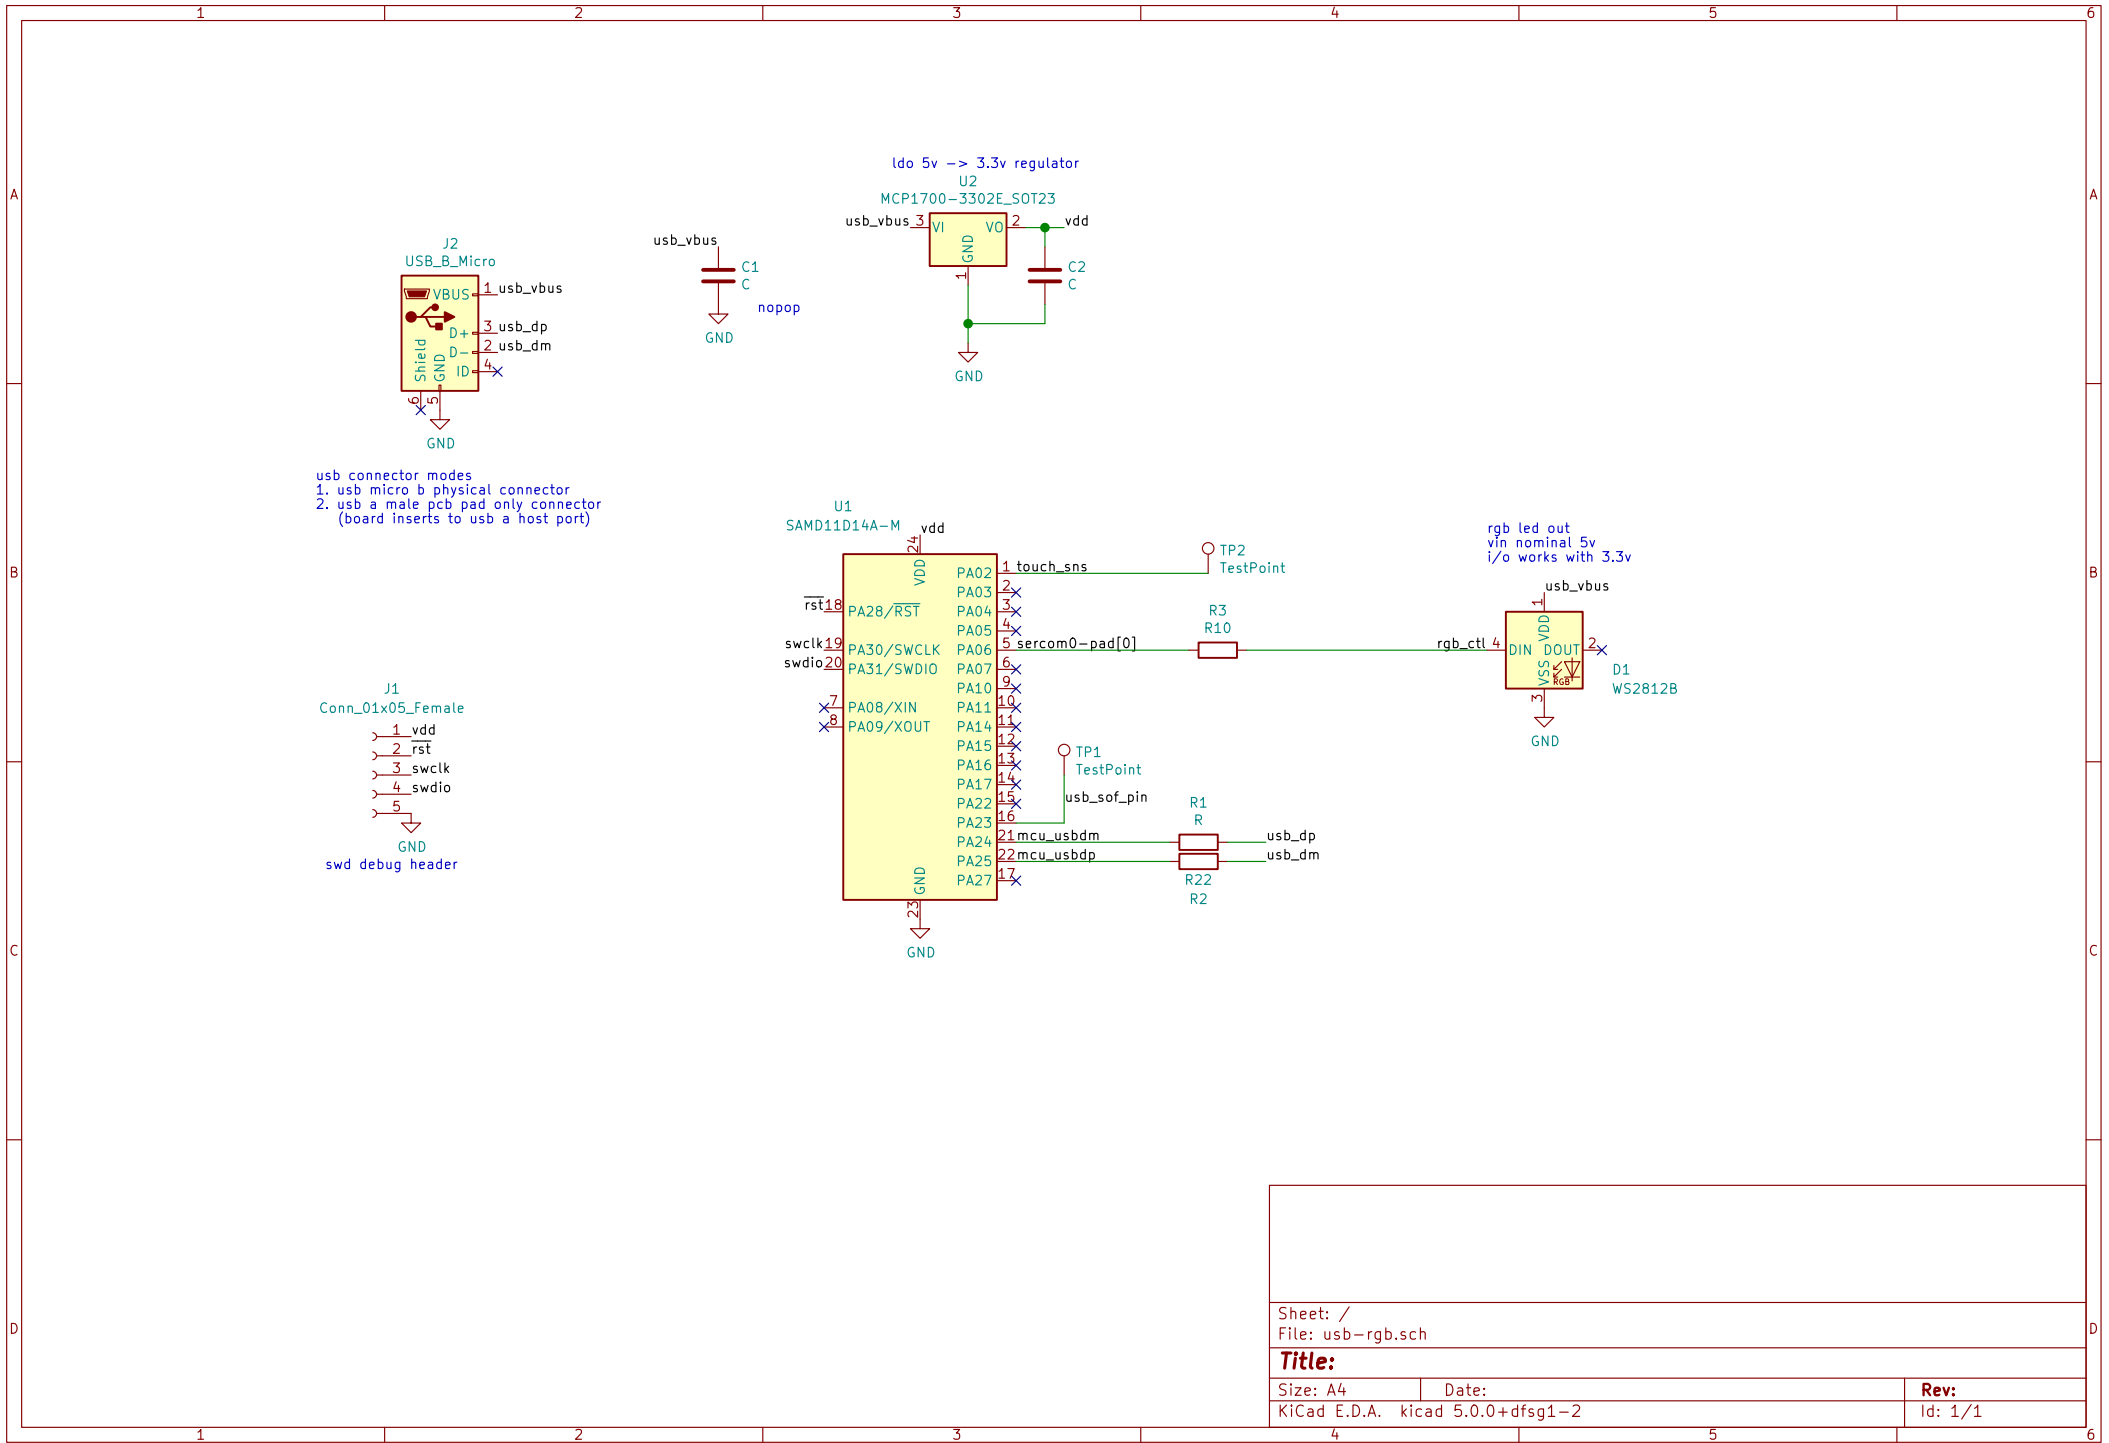 1 2 3 4 5 6
A
B
C
D
A
B
C
D
1 2 3 4 5 6
J2
USB_B_Micro
VBUS 1 usb_vbus
D+ 3 usb_dp
D- 2 usb_dm
ID 4
Shield 6
GND 5
GND
usb connector modes
1. usb micro b physical connector
2. usb a male pcb pad only connector
(board inserts to usb a host port)
usb_vbus
C1
C
nopop
GND
ldo 5v -> 3.3v regulator
U2
MCP1700-3302E_SOT23
usb_vbus 3 VI VO 2 vdd
GND
1
C2
C
GND
J1
Conn_01x05_Female
1 vdd
2 rst
3 swclk
4 swdio
5
GND
swd debug header
U1
SAMD11D14A-M
vdd
24
VDD
rst 18 PA28/RST
swclk 19 PA30/SWCLK
swdio 20 PA31/SWDIO
7 PA08/XIN
8 PA09/XOUT
PA02 1 touch_sns
PA03 2
PA04 3
PA05 4
PA06 5 sercom0-pad[0]
PA07 6
PA10 9
PA11 10
PA14 11
PA15 12
PA16 13
PA17 14
PA22 15
PA23 16
PA24 21 mcu_usbdm
PA25 22 mcu_usbdp
PA27 17
GND
23
GND
TP2
TestPoint
R3
R10
TP1
TestPoint
usb_sof_pin
R1
R
usb_dp
usb_dm
R22
R2
rgb led out
vin nominal 5v
i/o works with 3.3v
usb_vbus
1
VDD
rgb_ctl 4 DIN DOUT 2
VSS
RGB
3
D1
WS2812B
GND
Sheet: /
File: usb-rgb.sch
Title:
Size: A4 Date: Rev:
KiCad E.D.A. kicad 5.0.0+dfsg1-2 Id: 1/1